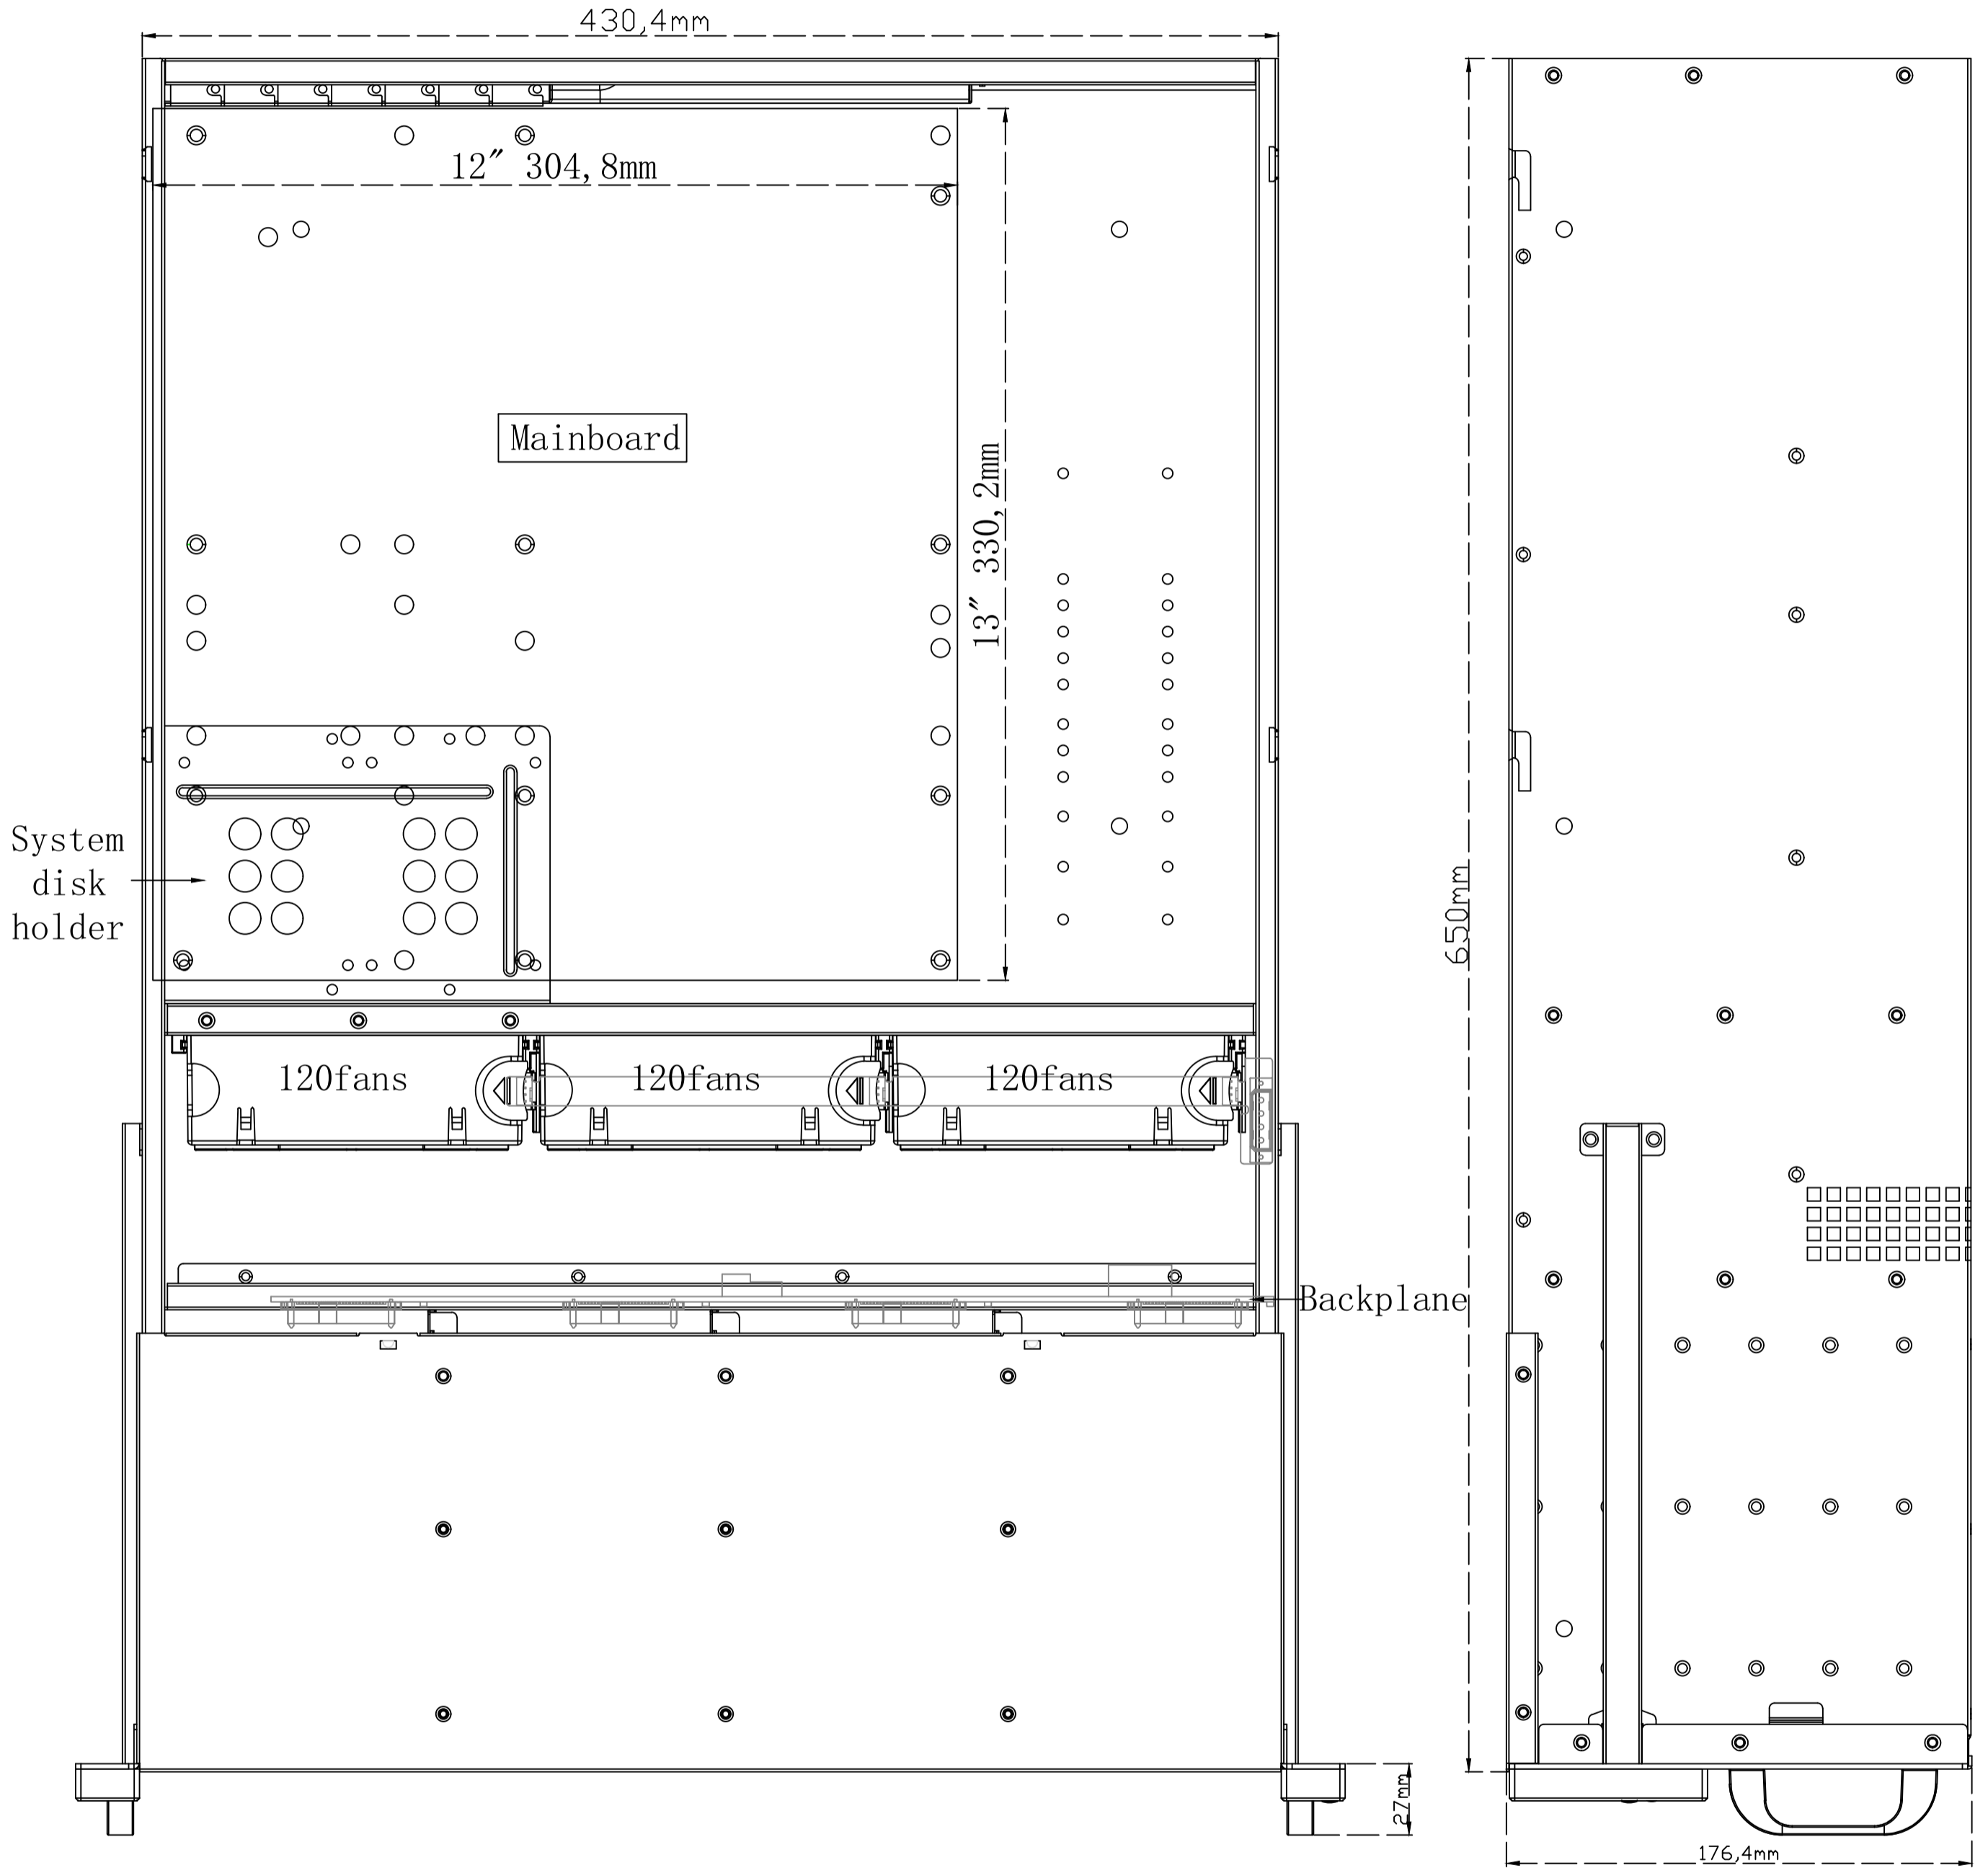 430,4mm
12″ 304,8mm
Mainboard
13″ 330,2mm
System
disk
holder
650mm
120fans
120fans
120fans
Backplane
27mm
176,4mm